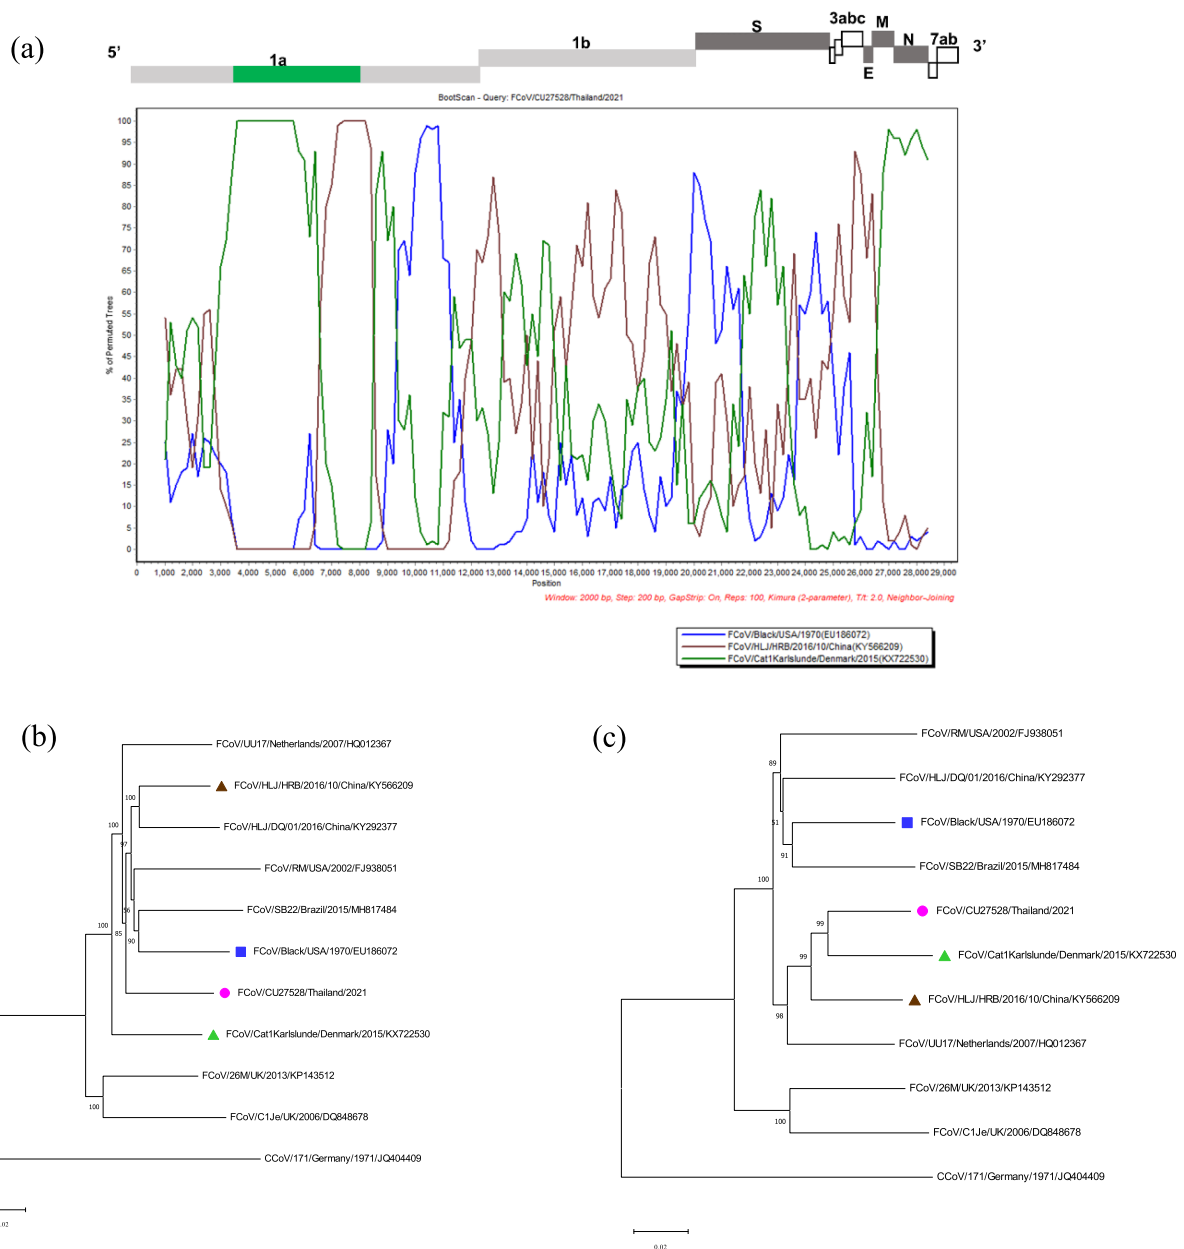 (a)
5’
1a
1b
S
3abc
E
M
N
7ab
3’
BootScan - Query: FCoV/CU27528/Thailand/2021
% of Permuted Trees
100
95
90
85
80
75
70
65
60
55
50
45
40
35
30
25
20
15
10
5
0
0 1,000 2,000 3,000 4,000 5,000 6,000 7,000 8,000 9,000 10,000 11,000 12,000 13,000 14,000 15,000 16,000 17,000 18,000 19,000 20,000 21,000 22,000 23,000 24,000 25,000 26,000 27,000 28,000 29,000
Position
Window: 2000 bp, Step: 200 bp, GapStrip: On, Reps: 100, Kimura (2-parameter), T/t: 2.0, Neighbor-Joining
FCoV/Black/USA/1970(EU186072)
FCoV/HLJ/HRB/2016/10/China(KY566209)
FCoV/Cat1Karlslunde/Denmark/2015(KX722530)
(b)
FCoV/UU17/Netherlands/2007/HQ012367
FCoV/HLJ/HRB/2016/10/China/KY566209
100
FCoV/HLJ/DQ/01/2016/China/KY292377
100
97
FCoV/RM/USA/2002/FJ938051
56
FCoV/SB22/Brazil/2015/MH817484
90
FCoV/Black/USA/1970/EU186072
100
85
FCoV/CU27528/Thailand/2021
FCoV/Cat1Karlslunde/Denmark/2015/KX722530
FCoV/26M/UK/2013/KP143512
100
FCoV/C1Je/UK/2006/DQ848678
CCoV/171/Germany/1971/JQ404409
0.02
(c)
FCoV/RM/USA/2002/FJ938051
89
FCoV/HLJ/DQ/01/2016/China/KY292377
51
FCoV/Black/USA/1970/EU186072
91
FCoV/SB22/Brazil/2015/MH817484
100
FCoV/CU27528/Thailand/2021
99
FCoV/Cat1Karlslunde/Denmark/2015/KX722530
99
FCoV/HLJ/HRB/2016/10/China/KY566209
98
FCoV/UU17/Netherlands/2007/HQ012367
FCoV/26M/UK/2013/KP143512
100
FCoV/C1Je/UK/2006/DQ848678
CCoV/171/Germany/1971/JQ404409
0.02